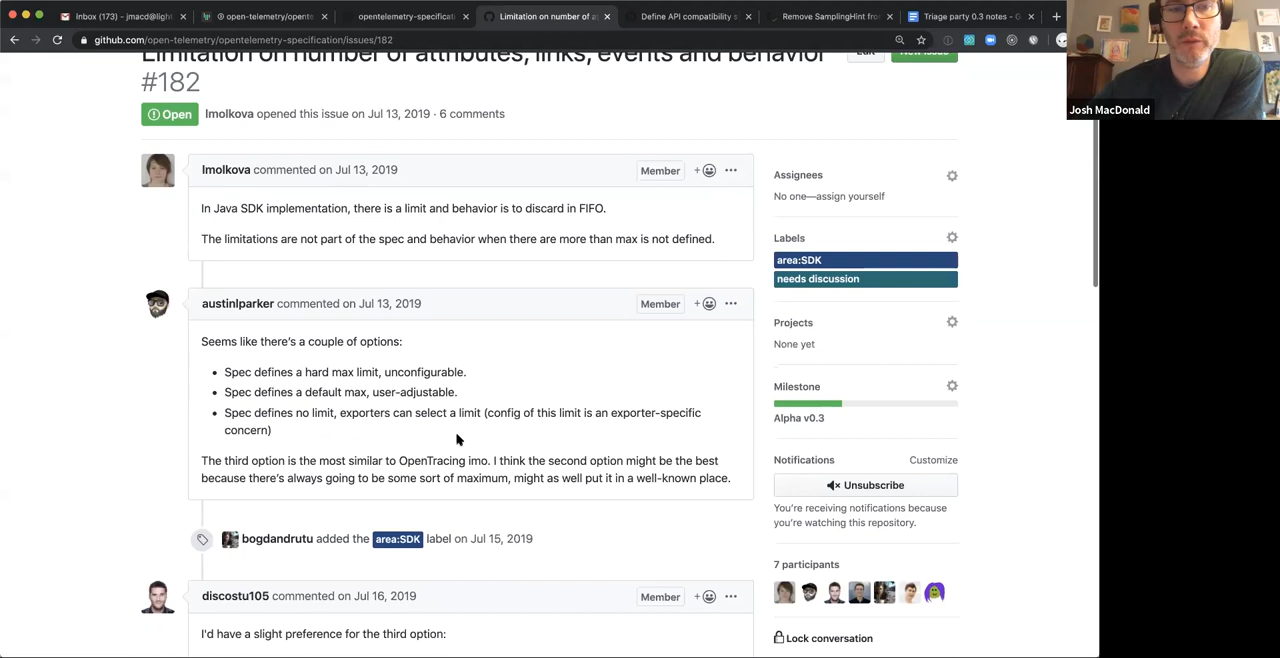 Inbox (173) - jmacd@light
open-telemetry/opente
opentelemetry-specificati
Limitation on number of a
Define API compatibility s
Remove SamplingHint fro
Triage party 0.3 notes - G
github.com/open-telemetry/opentelemetry-specification/issues/182
Limitation on number of attributes, links, events and behavior
#182
Edit
New issue
Open
lmolkova opened this issue on Jul 13, 2019 · 6 comments
lmolkova commented on Jul 13, 2019
Member
In Java SDK implementation, there is a limit and behavior is to discard in FIFO.
The limitations are not part of the spec and behavior when there are more than max is not defined.
austinlparker commented on Jul 13, 2019
Member
Seems like there's a couple of options:
• Spec defines a hard max limit, unconfigurable.
• Spec defines a default max, user-adjustable.
• Spec defines no limit, exporters can select a limit (config of this limit is an exporter-specific
concern)
The third option is the most similar to OpenTracing imo. I think the second option might be the best
because there's always going to be some sort of maximum, might as well put it in a well-known place.
bogdandrutu added the area:SDK label on Jul 15, 2019
discostu105 commented on Jul 16, 2019
Member
I'd have a slight preference for the third option:
Assignees
No one—assign yourself
Labels
area:SDK
needs discussion
Projects
None yet
Milestone
Alpha v0.3
Notifications
Customize
Unsubscribe
You're receiving notifications because
you're watching this repository.
7 participants
Lock conversation
Josh MacDonald